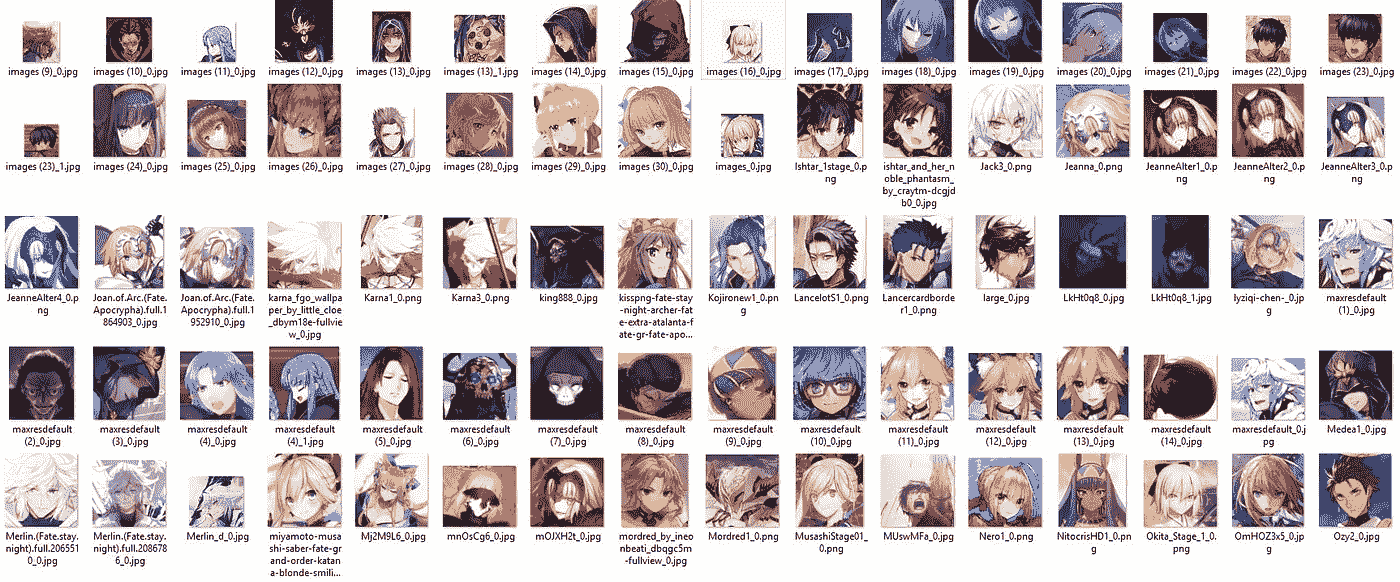 images (9)_0.jpg
images (10)_0.jpg
images (11)_0.jpg
images (12)_0.jpg
images (13)_0.jpg
images (13)_1.jpg
images (14)_0.jpg
images (15)_0.jpg
images (16)_0.jpg
images (17)_0.jpg
images (18)_0.jpg
images (19)_0.jpg
images (20)_0.jpg
images (21)_0.jpg
images (22)_0.jpg
images (23)_0.jpg
images (23)_1.jpg
images (24)_0.jpg
images (25)_0.jpg
images (26)_0.jpg
images (27)_0.jpg
images (28)_0.jpg
images (29)_0.jpg
images (30)_0.jpg
images_0.jpg
Ishtar_1stage_0.p
ng
ishtar_and_her_n
oble_phantasm_
by_craytm-dcgjd
b0_0.jpg
Jack3_0.png
Jeanna_0.png
JeanneAlter1_0.p
ng
JeanneAlter2_0.p
ng
JeanneAlter3_0.p
ng
JeanneAlter4_0.p
ng
Joan.of.Arc.(Fate.
Apocrypha).full.1
864903_0.jpg
Joan.of.Arc.(Fate.
Apocrypha).full.1
952910_0.jpg
karna_fgo_wallpa
per_by_little_cloe
_dbym18e-fullvie
w_0.jpg
Karna1_0.png
Karna3_0.png
king888_0.jpg
kisspng-fate-stay
-night-archer-fat
e-extra-atalanta-f
ate-gr-fate-apo...
Kojironew1_0.pn
g
LancelotS1_0.png
Lancercardborde
r1_0.png
large_0.jpg
LkHt0q8_0.jpg
LkHt0q8_1.jpg
lyziqi-chen-_0.jp
g
maxresdefault
(1)_0.jpg
maxresdefault
(2)_0.jpg
maxresdefault
(3)_0.jpg
maxresdefault
(4)_0.jpg
maxresdefault
(4)_1.jpg
maxresdefault
(5)_0.jpg
maxresdefault
(6)_0.jpg
maxresdefault
(7)_0.jpg
maxresdefault
(8)_0.jpg
maxresdefault
(9)_0.jpg
maxresdefault
(10)_0.jpg
maxresdefault
(11)_0.jpg
maxresdefault
(12)_0.jpg
maxresdefault
(13)_0.jpg
maxresdefault
(14)_0.jpg
maxresdefault_0.j
pg
Medea1_0.png
Merlin.(Fate.stay.
night).full.206551
0_0.jpg
Merlin.(Fate.stay.
night).full.208678
6_0.jpg
Merlin_d_0.jpg
miyamoto-musa
shi-saber-fate-gr
and-order-katan
a-blonde-smili...
Mj2M9L6_0.jpg
mnOsCg6_0.jpg
mOJXH2t_0.jpg
mordred_by_ineo
nbeati_dbqgc5m
-fullview_0.jpg
Mordred1_0.png
MusashiStage01_
0.png
MUswMFa_0.jpg
Nero1_0.png
NitocrisHD1_0.pn
g
Okita_Stage_1_0.
png
OmHOZ3x5_0.jp
g
Ozy2_0.png